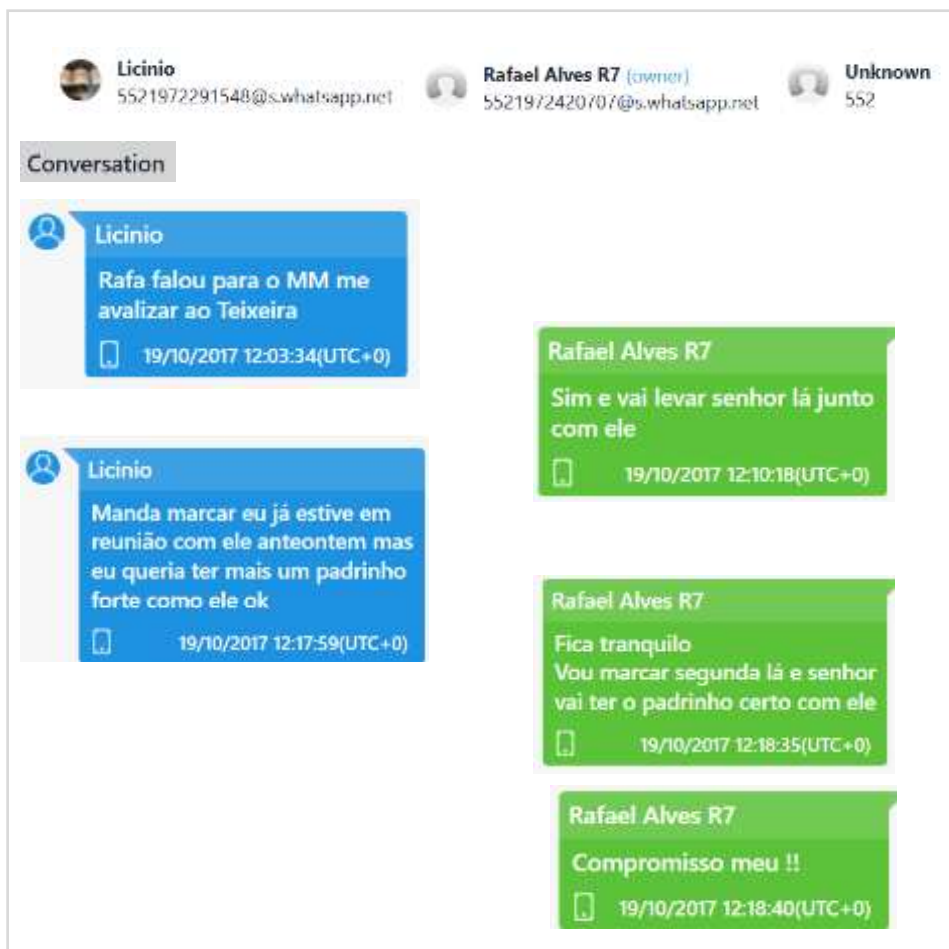 Licinio
5521972291548@s.whatsapp.net
Rafael Alves R7 (owner)
5521972420707@s.whatsapp.net
Unknown
552
Conversation
Licinio
Rafa falou para o MM me
avalizar ao Teixeira
19/10/2017 12:03:34(UTC+0)
Rafael Alves R7
Sim e vai levar senhor lá junto
com ele
19/10/2017 12:10:18(UTC+0)
Licinio
Manda marcar eu já estive em
reunião com ele anteontem mas
eu queria ter mais um padrinho
forte como ele ok
19/10/2017 12:17:59(UTC+0)
Rafael Alves R7
Fica tranquilo
Vou marcar segunda lá e senhor
vai ter o padrinho certo com ele
19/10/2017 12:18:35(UTC+0)
Rafael Alves R7
Compromisso meu !!
19/10/2017 12:18:40(UTC+0)